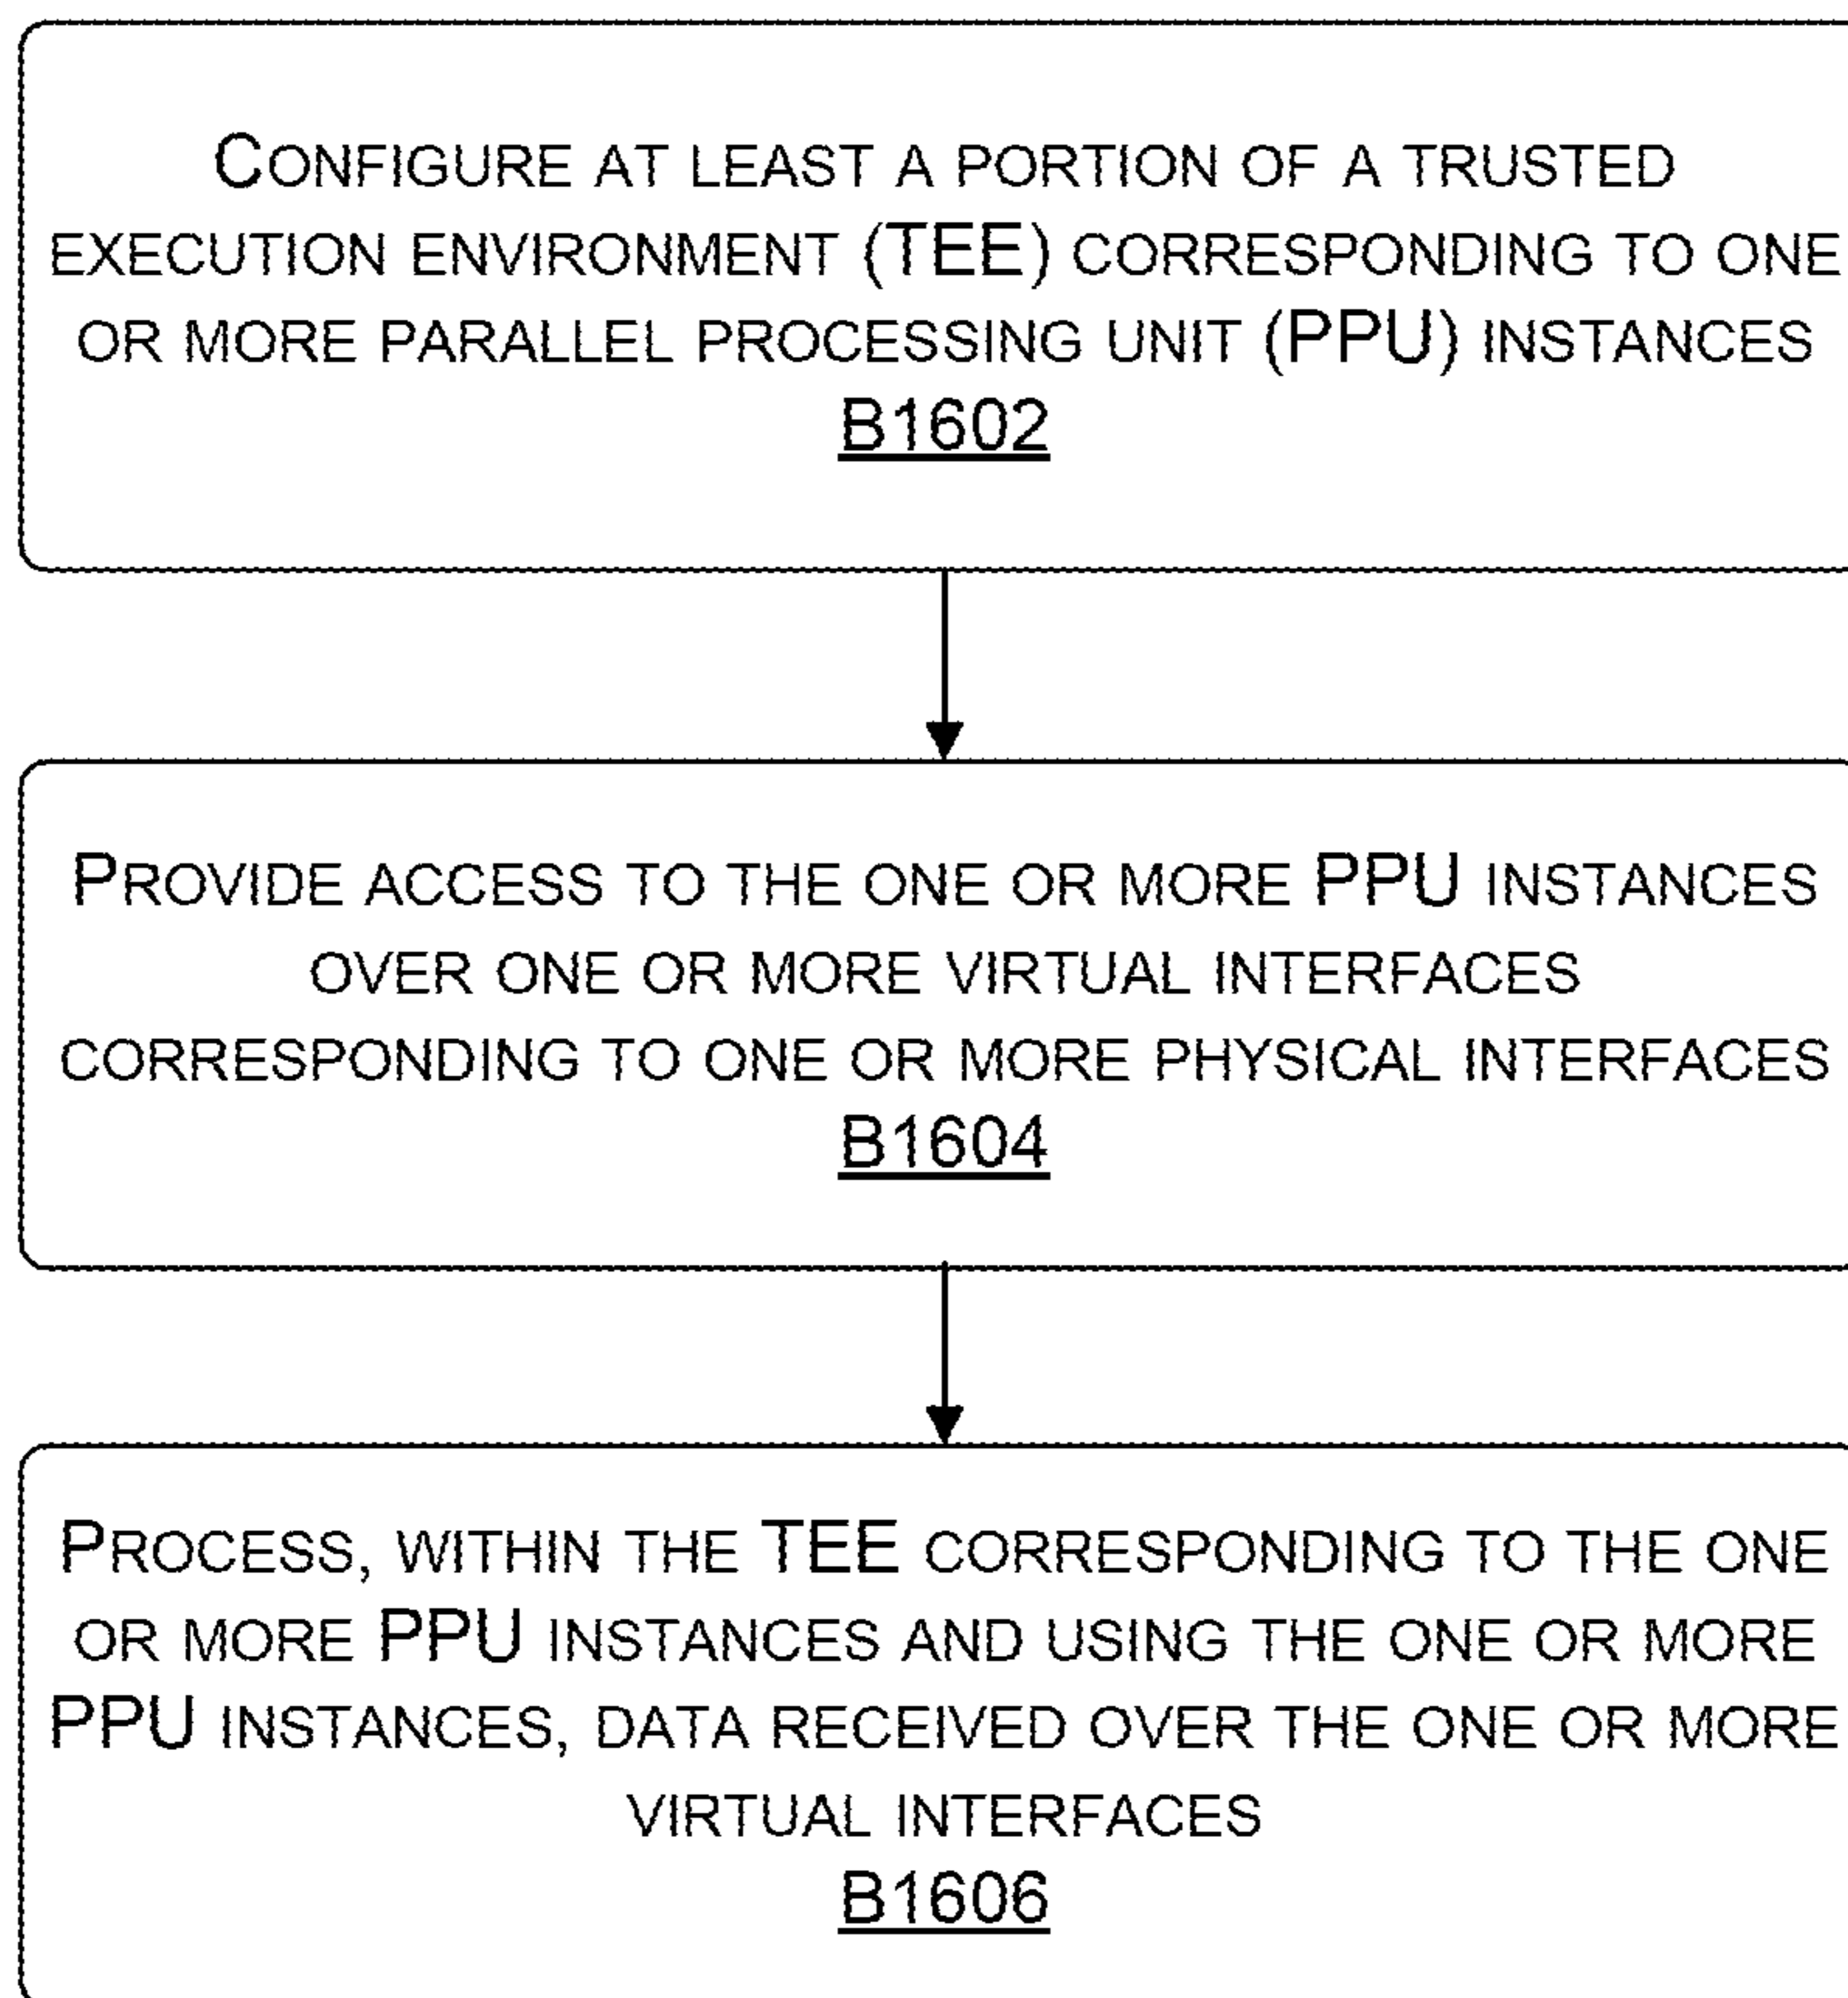 CONFIGURE AT LEAST A PORTION OF A TRUSTED
EXECUTION ENVIRONMENT (TEE) CORRESPONDING TO ONE
OR MORE PARALLEL PROCESSING UNIT (PPU) INSTANCES
B1602
PROVIDE ACCESS TO THE ONE OR MORE PPU INSTANCES
OVER ONE OR MORE VIRTUAL INTERFACES
CORRESPONDING TO ONE OR MORE PHYSICAL INTERFACES
B1604
PROCESS, WITHIN THE TEE CORRESPONDING TO THE ONE
OR MORE PPU INSTANCES AND USING THE ONE OR MORE
PPU INSTANCES, DATA RECEIVED OVER THE ONE OR MORE
VIRTUAL INTERFACES
B1606